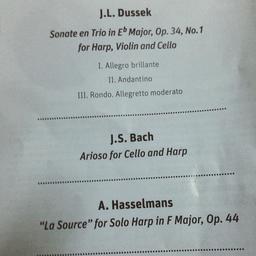 J.L. Dussek
Sonate en Trio in E♭ Major, Op. 34, No.1
for Harp, Violin and Cello
I. Allegro brillante
II. Andantino
III. Rondo. Allegretto moderato
J.S. Bach
Arioso for Cello and Harp
A. Hasselmans
"La Source" for Solo Harp in F Major, Op. 44